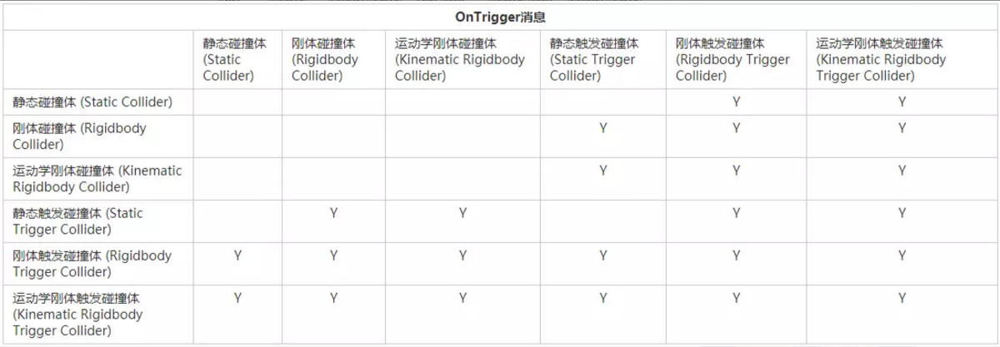 OnTrigger消息
静态碰撞体
(Static
Collider)
刚体碰撞体
(Rigidbody
Collider)
运动学刚体碰撞体
(Kinematic Rigidbody
Collider)
静态触发碰撞体
(Static Trigger
Collider)
刚体触发碰撞体
(Rigidbody Trigger
Collider)
运动学刚体触发碰撞体
(Kinematic Rigidbody
Trigger Collider)
静态碰撞体 (Static Collider)
Y Y
刚体碰撞体 (Rigidbody
Collider)
Y Y Y
运动学刚体碰撞体 (Kinematic
Rigidbody Collider)
Y Y Y
静态触发碰撞体 (Static
Trigger Collider)
Y Y Y Y
刚体触发碰撞体 (Rigidbody
Trigger Collider)
Y Y Y Y Y Y
运动学刚体触发碰撞体
(Kinematic Rigidbody
Trigger Collider)
Y Y Y Y Y Y